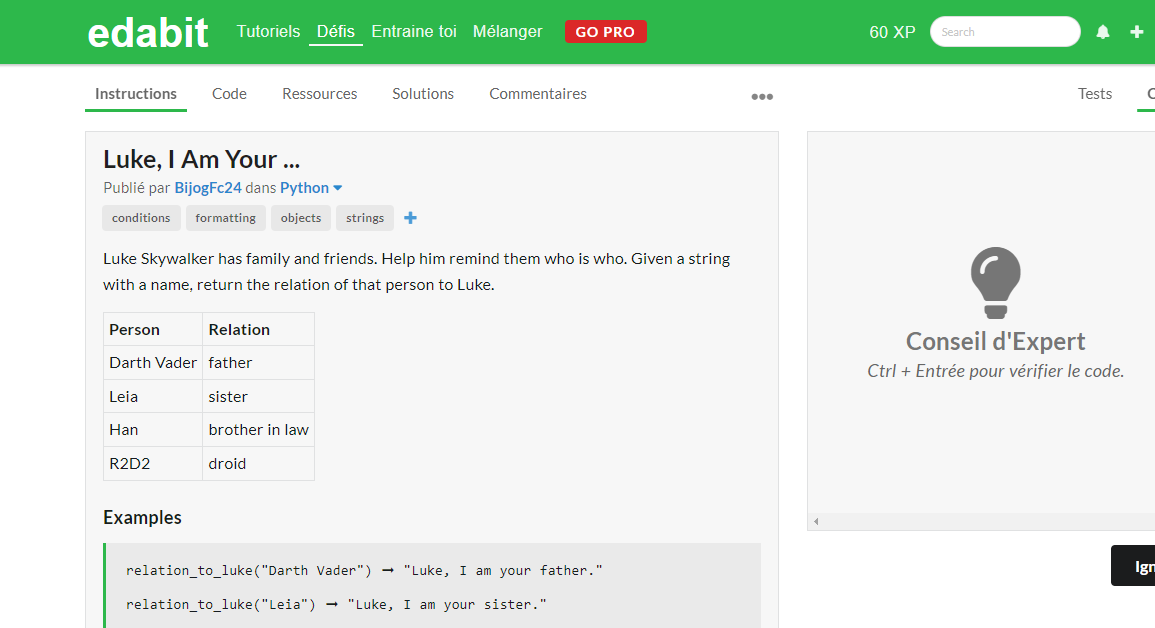 edabit Tutoriels Défis Entraine toi Mélanger GO PRO 60 XP Search
Instructions Code Ressources Solutions Commentaires Tests
Luke, I Am Your ...
Publié par BijogFc24 dans Python
conditions formatting objects strings
Luke Skywalker has family and friends. Help him remind them who is who. Given a string
with a name, return the relation of that person to Luke.
Person Relation
Darth Vader father
Leia sister
Han brother in law
R2D2 droid
Examples
relation_to_luke("Darth Vader") ➞ "Luke, I am your father."
relation_to_luke("Leia") ➞ "Luke, I am your sister."
Conseil d'Expert
Ctrl + Entrée pour vérifier le code.